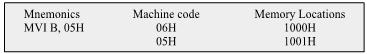 Mnemonics Machine code Memory Locations
MVI B, 05H 06H 1000H
05H 1001H